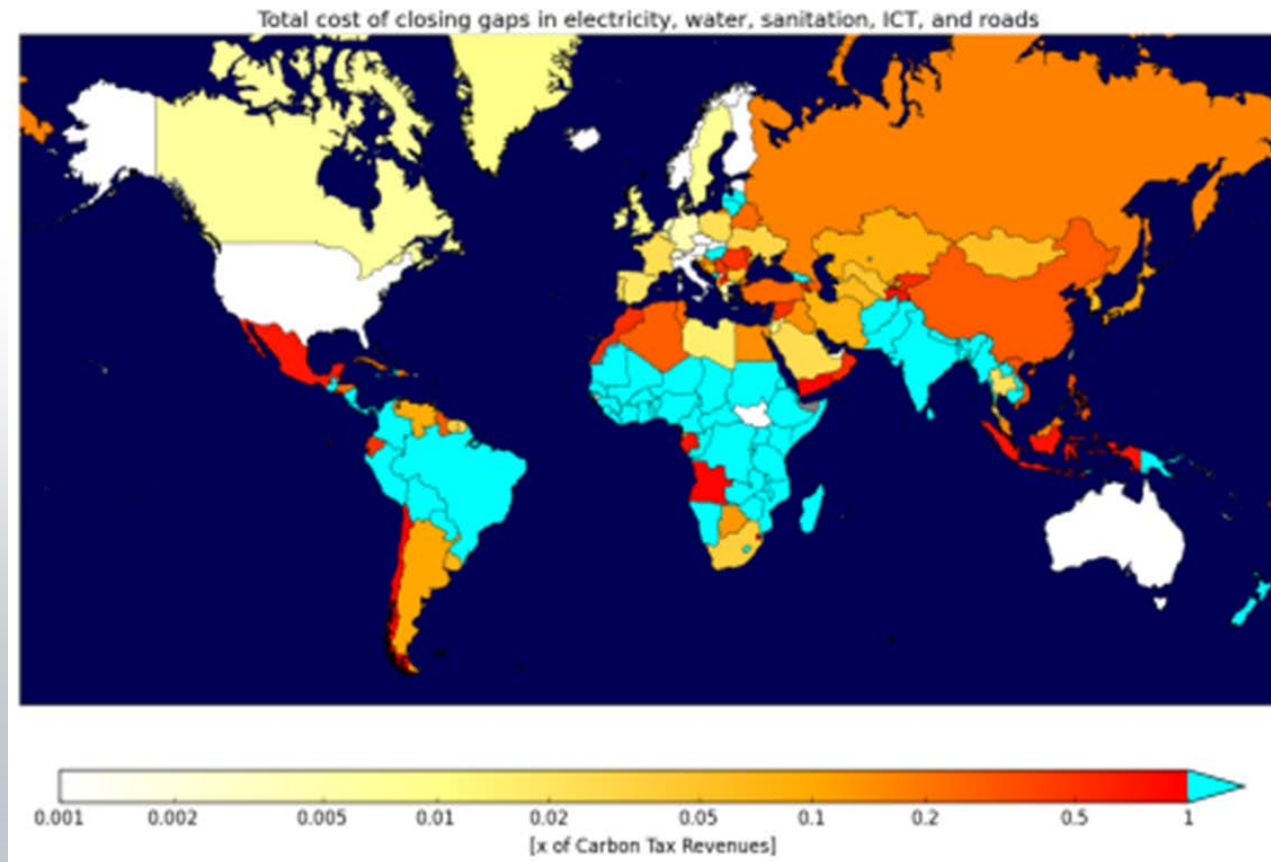 Total cost of closing gaps in electricity, water, sanitation, ICT, and roads
0.001 0.002 0.005 0.01 0.02 0.05 0.1 0.2 0.5 1
[x of Carbon Tax Revenues]